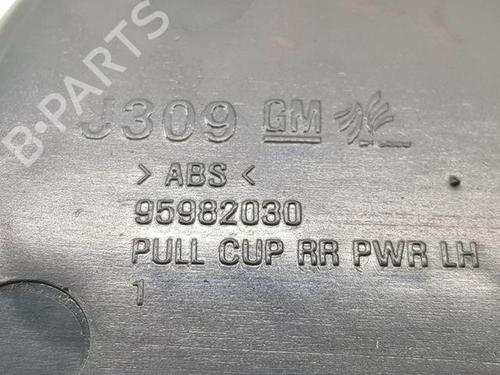 B-PARTS
J309 GM
> ABS <
95982030
PULL CUP RR PWR LH
1